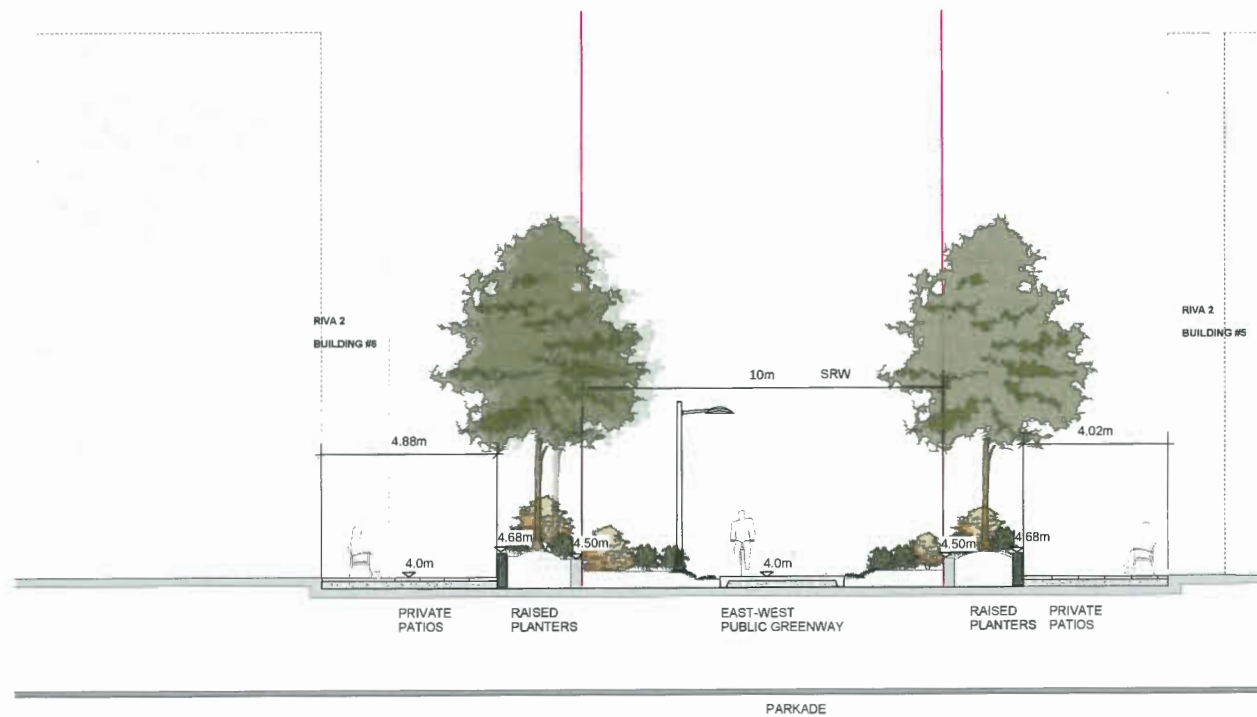 RIVA 2
BUILDING #6
RIVA 2
BUILDING #5
10m SRW
4.88m
4.02m
4.68m
4.50m
4.50m
4.68m
4.0m
4.0m
PRIVATE
PATIOS
RAISED
PLANTERS
EAST-WEST
PUBLIC GREENWAY
RAISED
PLANTERS
PRIVATE
PATIOS
PARKADE